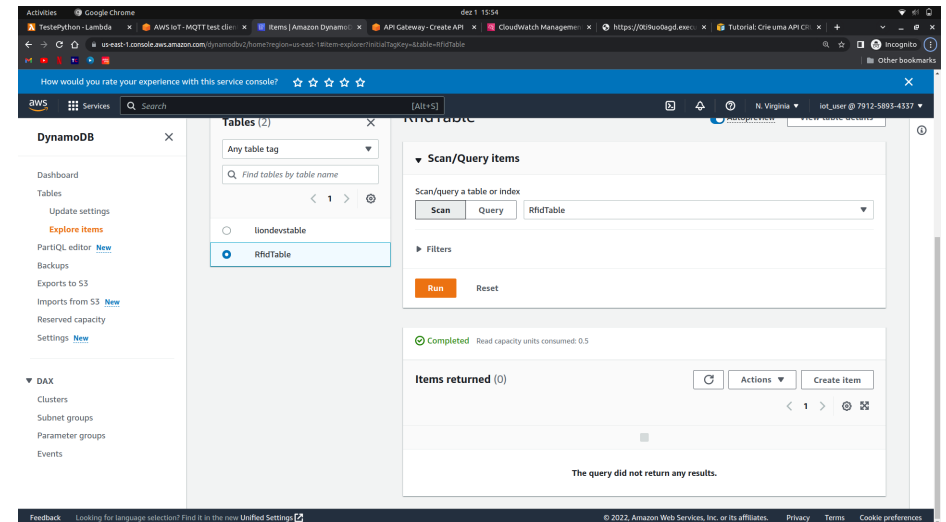 Activities
Google Chrome
dez 1 15:54
TestePython - Lambda
AWS IoT - MQTT test clien
Items | Amazon DynamoD
API Gateway - Create API
CloudWatch Managemen
https://0ti9uo0agd.execu
Tutorial: Crie uma API CR
us-east-1.console.aws.amazon.com/dynamodbv2/home?region=us-east-1#item-explorer?initialTagKey=&table=RfidTable
Incognito
Other bookmarks
How would you rate your experience with this service console?
aws
Services
Search
[Alt+S]
N. Virginia
iot_user @ 7912-5893-4337
DynamoDB
Dashboard
Tables
Update settings
Explore items
PartiQL editor New
Backups
Exports to S3
Imports from S3 New
Reserved capacity
Settings New
DAX
Clusters
Subnet groups
Parameter groups
Events
Tables (2)
Any table tag
Find tables by table name
1
liondevstable
RfidTable
RfidTable
Autopreview
View table details
Scan/Query items
Scan/query a table or index
Scan
Query
RfidTable
Filters
Run
Reset
Completed Read capacity units consumed: 0.5
Items returned (0)
Actions
Create item
1
The query did not return any results.
Feedback
Looking for language selection? Find it in the new Unified Settings
© 2022, Amazon Web Services, Inc. or its affiliates.
Privacy
Terms
Cookie preferences